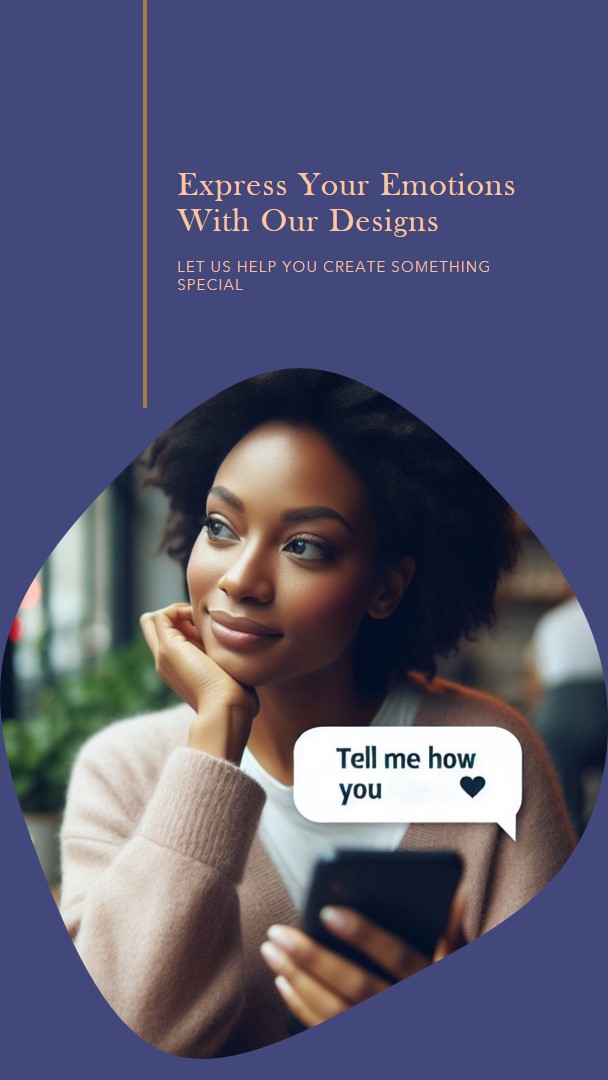 Express Your Emotions
With Our Designs
LET US HELP YOU CREATE SOMETHING
SPECIAL
Tell me how
you 🖤